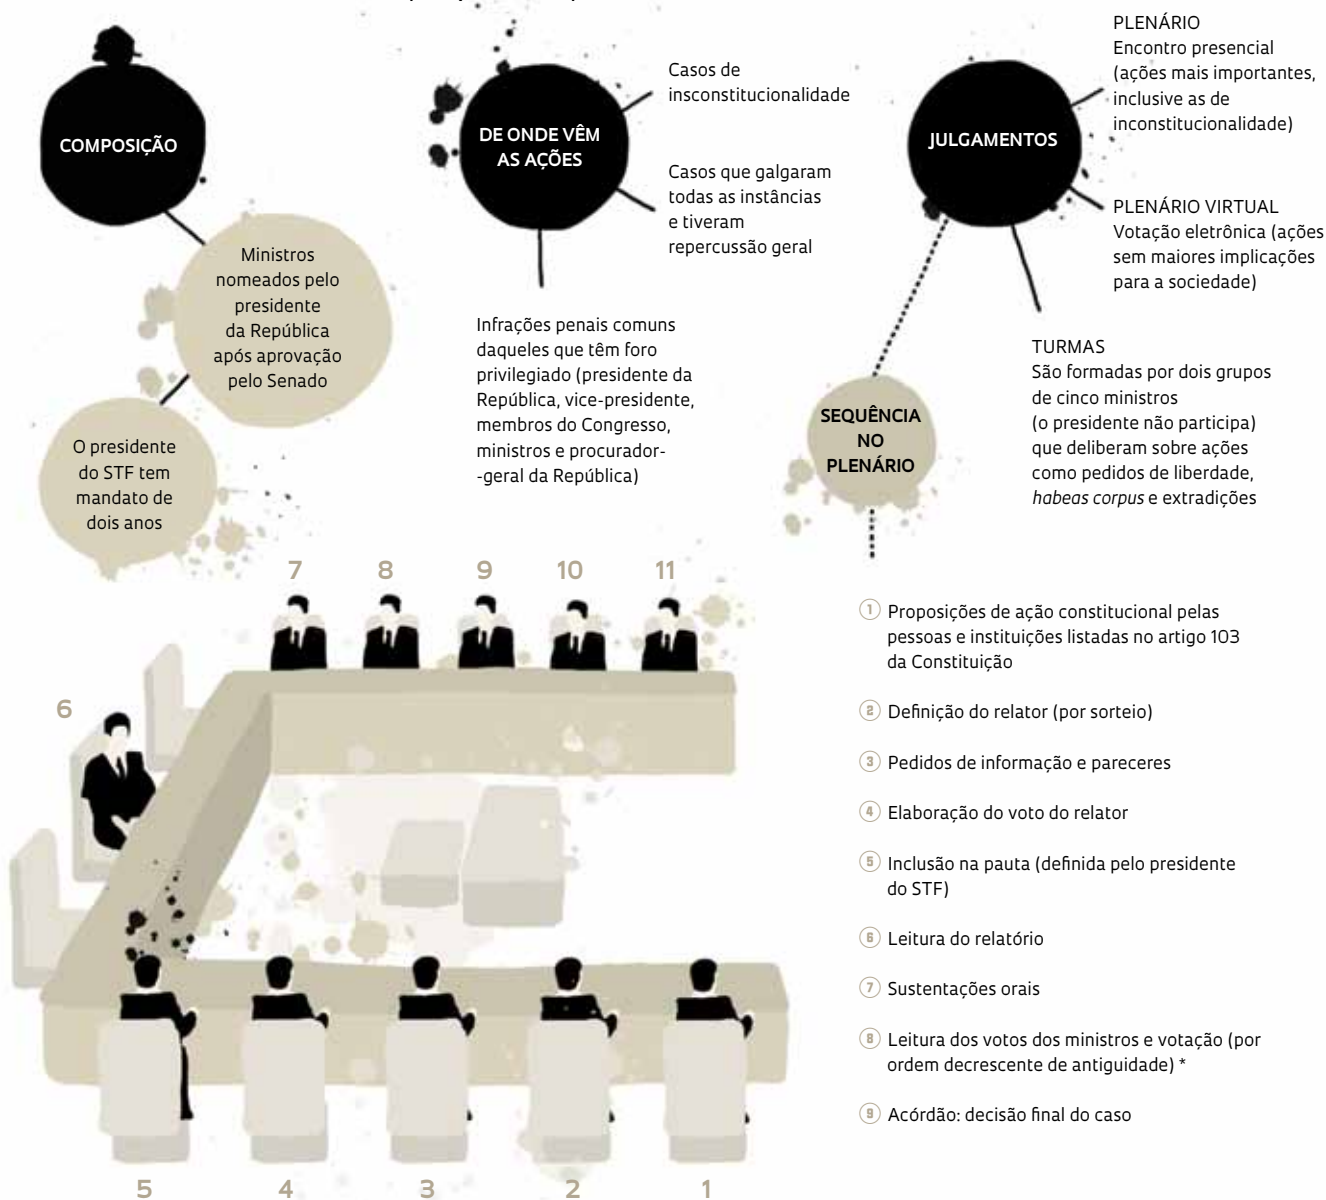 COMPOSIÇÃO
Ministros
nomeados pelo
presidente
da República
após aprovação
pelo Senado
O presidente
do STF tem
mandato de
dois anos
DE ONDE VÊM
AS AÇÕES
Casos de
insconstitucionalidade
Casos que galgaram
todas as instâncias
e tiveram
repercussão geral
Infrações penais comuns
daqueles que têm foro
privilegiado (presidente da
República, vice-presidente,
membros do Congresso,
ministros e procurador-
-geral da República)
JULGAMENTOS
PLENÁRIO
Encontro presencial
(ações mais importantes,
inclusive as de
inconstitucionalidade)
PLENÁRIO VIRTUAL
Votação eletrônica (ações
sem maiores implicações
para a sociedade)
TURMAS
São formadas por dois grupos
de cinco ministros
(o presidente não participa)
que deliberam sobre ações
como pedidos de liberdade,
habeas corpus e extradições
SEQUÊNCIA
NO
PLENÁRIO
1 Proposições de ação constitucional pelas
pessoas e instituições listadas no artigo 103
da Constituição
2 Definição do relator (por sorteio)
3 Pedidos de informação e pareceres
4 Elaboração do voto do relator
5 Inclusão na pauta (definida pelo presidente
do STF)
6 Leitura do relatório
7 Sustentações orais
8 Leitura dos votos dos ministros e votação (por
ordem decrescente de antiguidade) *
9 Acórdão: decisão final do caso
7 8 9 10 11
6
5 4 3 2 1